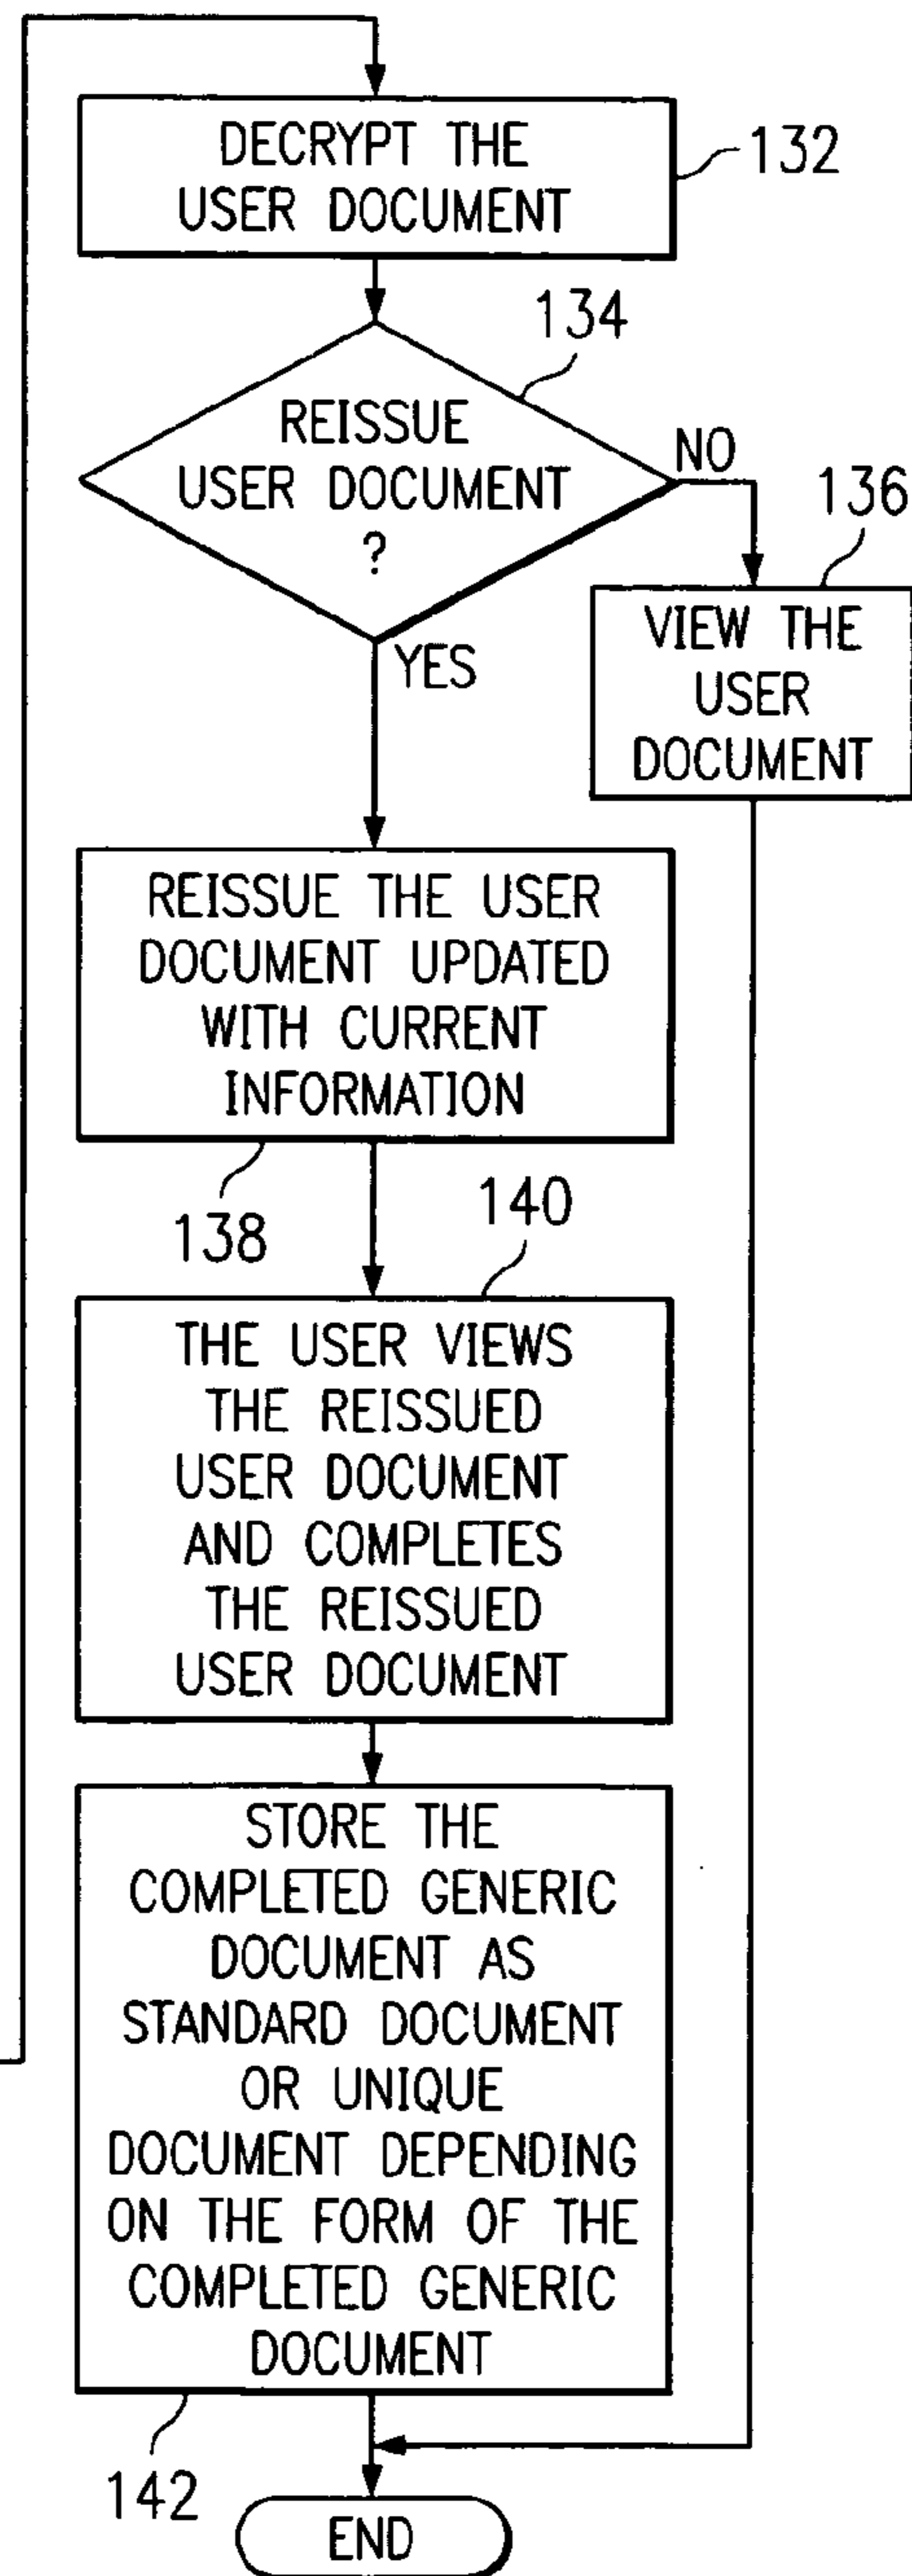 DECRYPT THE
USER DOCUMENT
132
134
REISSUE
USER DOCUMENT
?
NO
136
VIEW THE
USER
DOCUMENT
YES
REISSUE THE USER
DOCUMENT UPDATED
WITH CURRENT
INFORMATION
138
140
THE USER VIEWS
THE REISSUED
USER DOCUMENT
AND COMPLETES
THE REISSUED
USER DOCUMENT
STORE THE
COMPLETED GENERIC
DOCUMENT AS
STANDARD DOCUMENT
OR UNIQUE
DOCUMENT DEPENDING
ON THE FORM OF THE
COMPLETED GENERIC
DOCUMENT
142
END